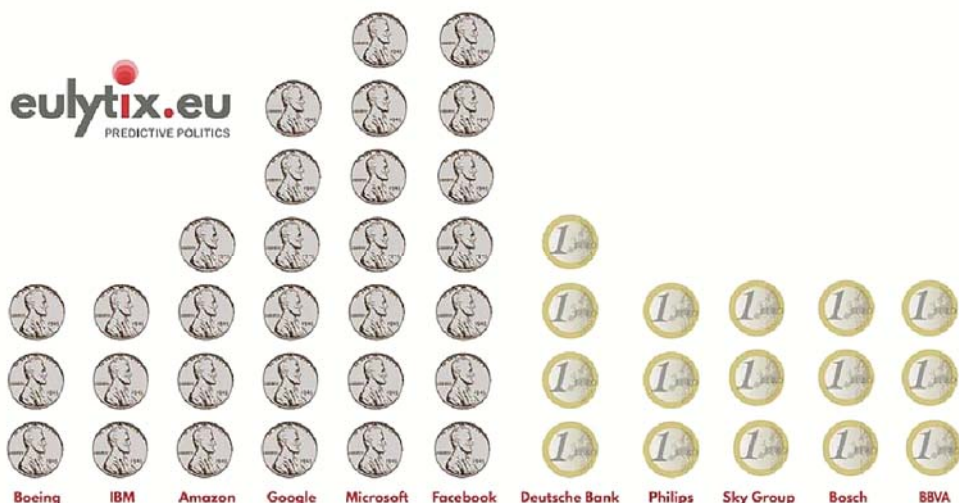 eulytix.eu
PREDICTIVE POLITICS
Boeing IBM Amazon Google Microsoft Facebook Deutsche Bank Philips Sky Group Bosch BBVA